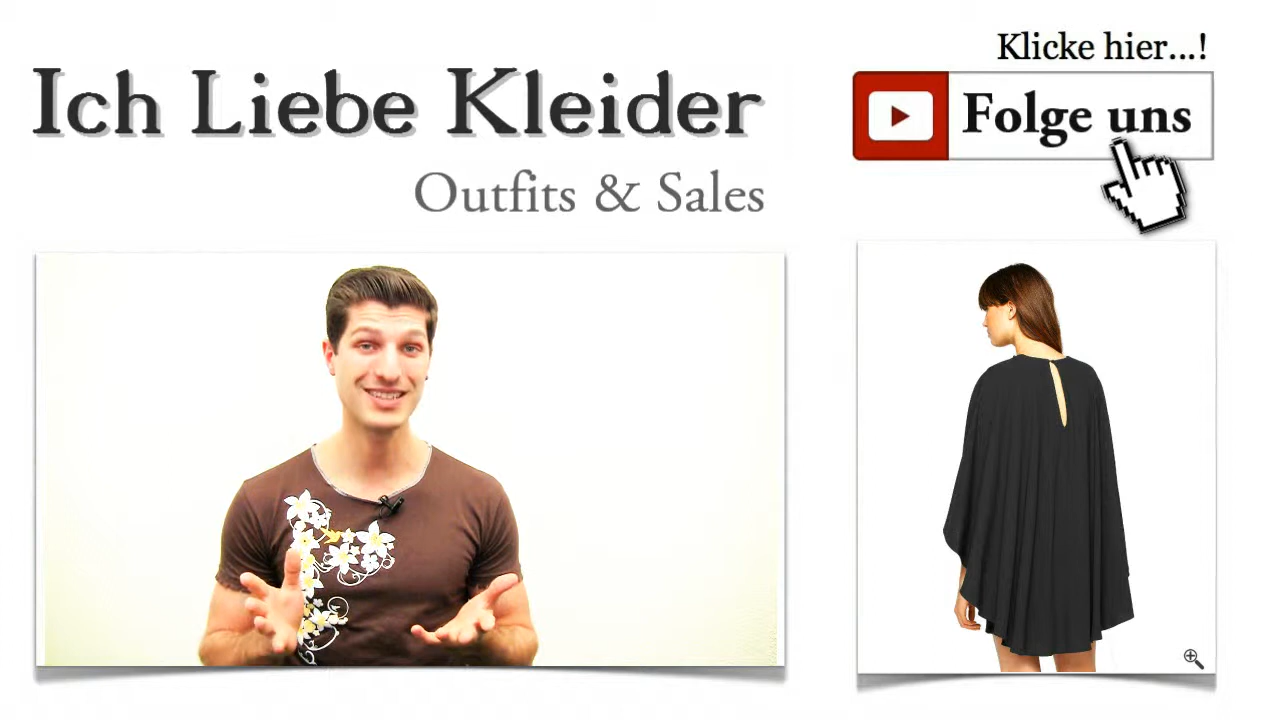 Ich Liebe Kleider
Outfits & Sales
Klicke hier...!
Folge uns